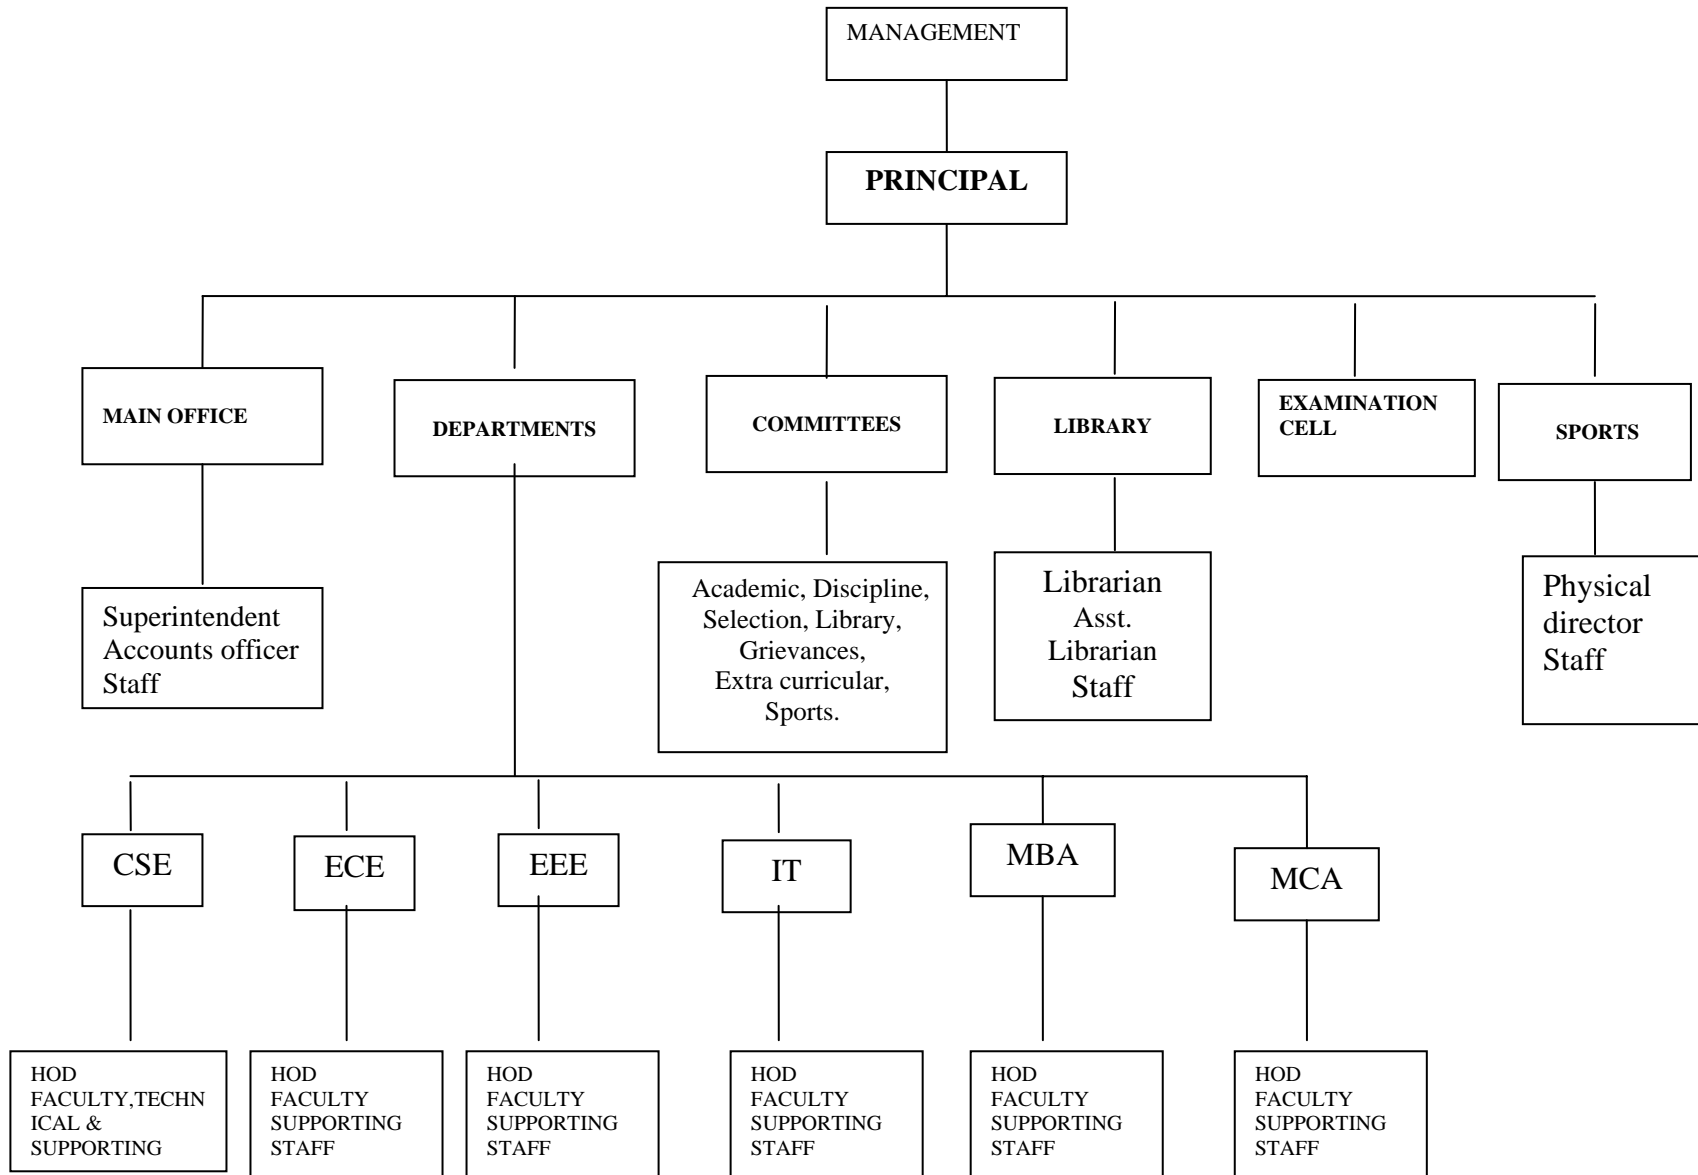 MANAGEMENT
PRINCIPAL
MAIN OFFICE
DEPARTMENTS
COMMITTEES
LIBRARY
EXAMINATION
CELL
SPORTS
Superintendent
Accounts officer
Staff
Academic, Discipline,
Selection, Library,
Grievances,
Extra curricular,
Sports.
Librarian
Asst.
Librarian
Staff
Physical
director
Staff
CSE
ECE
EEE
IT
MBA
MCA
HOD
FACULTY,TECHN
ICAL &
SUPPORTING
HOD
FACULTY
SUPPORTING
STAFF
HOD
FACULTY
SUPPORTING
STAFF
HOD
FACULTY
SUPPORTING
STAFF
HOD
FACULTY
SUPPORTING
STAFF
HOD
FACULTY
SUPPORTING
STAFF